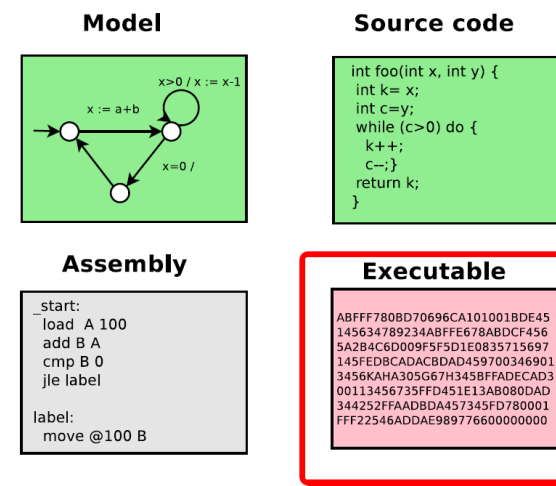 Model
x>0 / x := x-1
x := a+b
x=0 /
Source code
int foo(int x, int y) {
int k= x;
int c=y;
while (c>0) do {
k++;
c--;}
return k;
}
Assembly
_start:
load A 100
add B A
cmp B 0
jle label
label:
move @100 B
Executable
ABFFF780BD70696CA101001BDE45
145634789234ABFFE678ABDCF456
5A2B4C6D009F5F5D1E0835715697
145FEDBCADACBDAD459700346901
3456KAHA305G67H345BFFADECAD3
00113456735FFD451E13AB080DAD
344252FFAADBDA457345FD780001
FFF22546ADDAE989776600000000